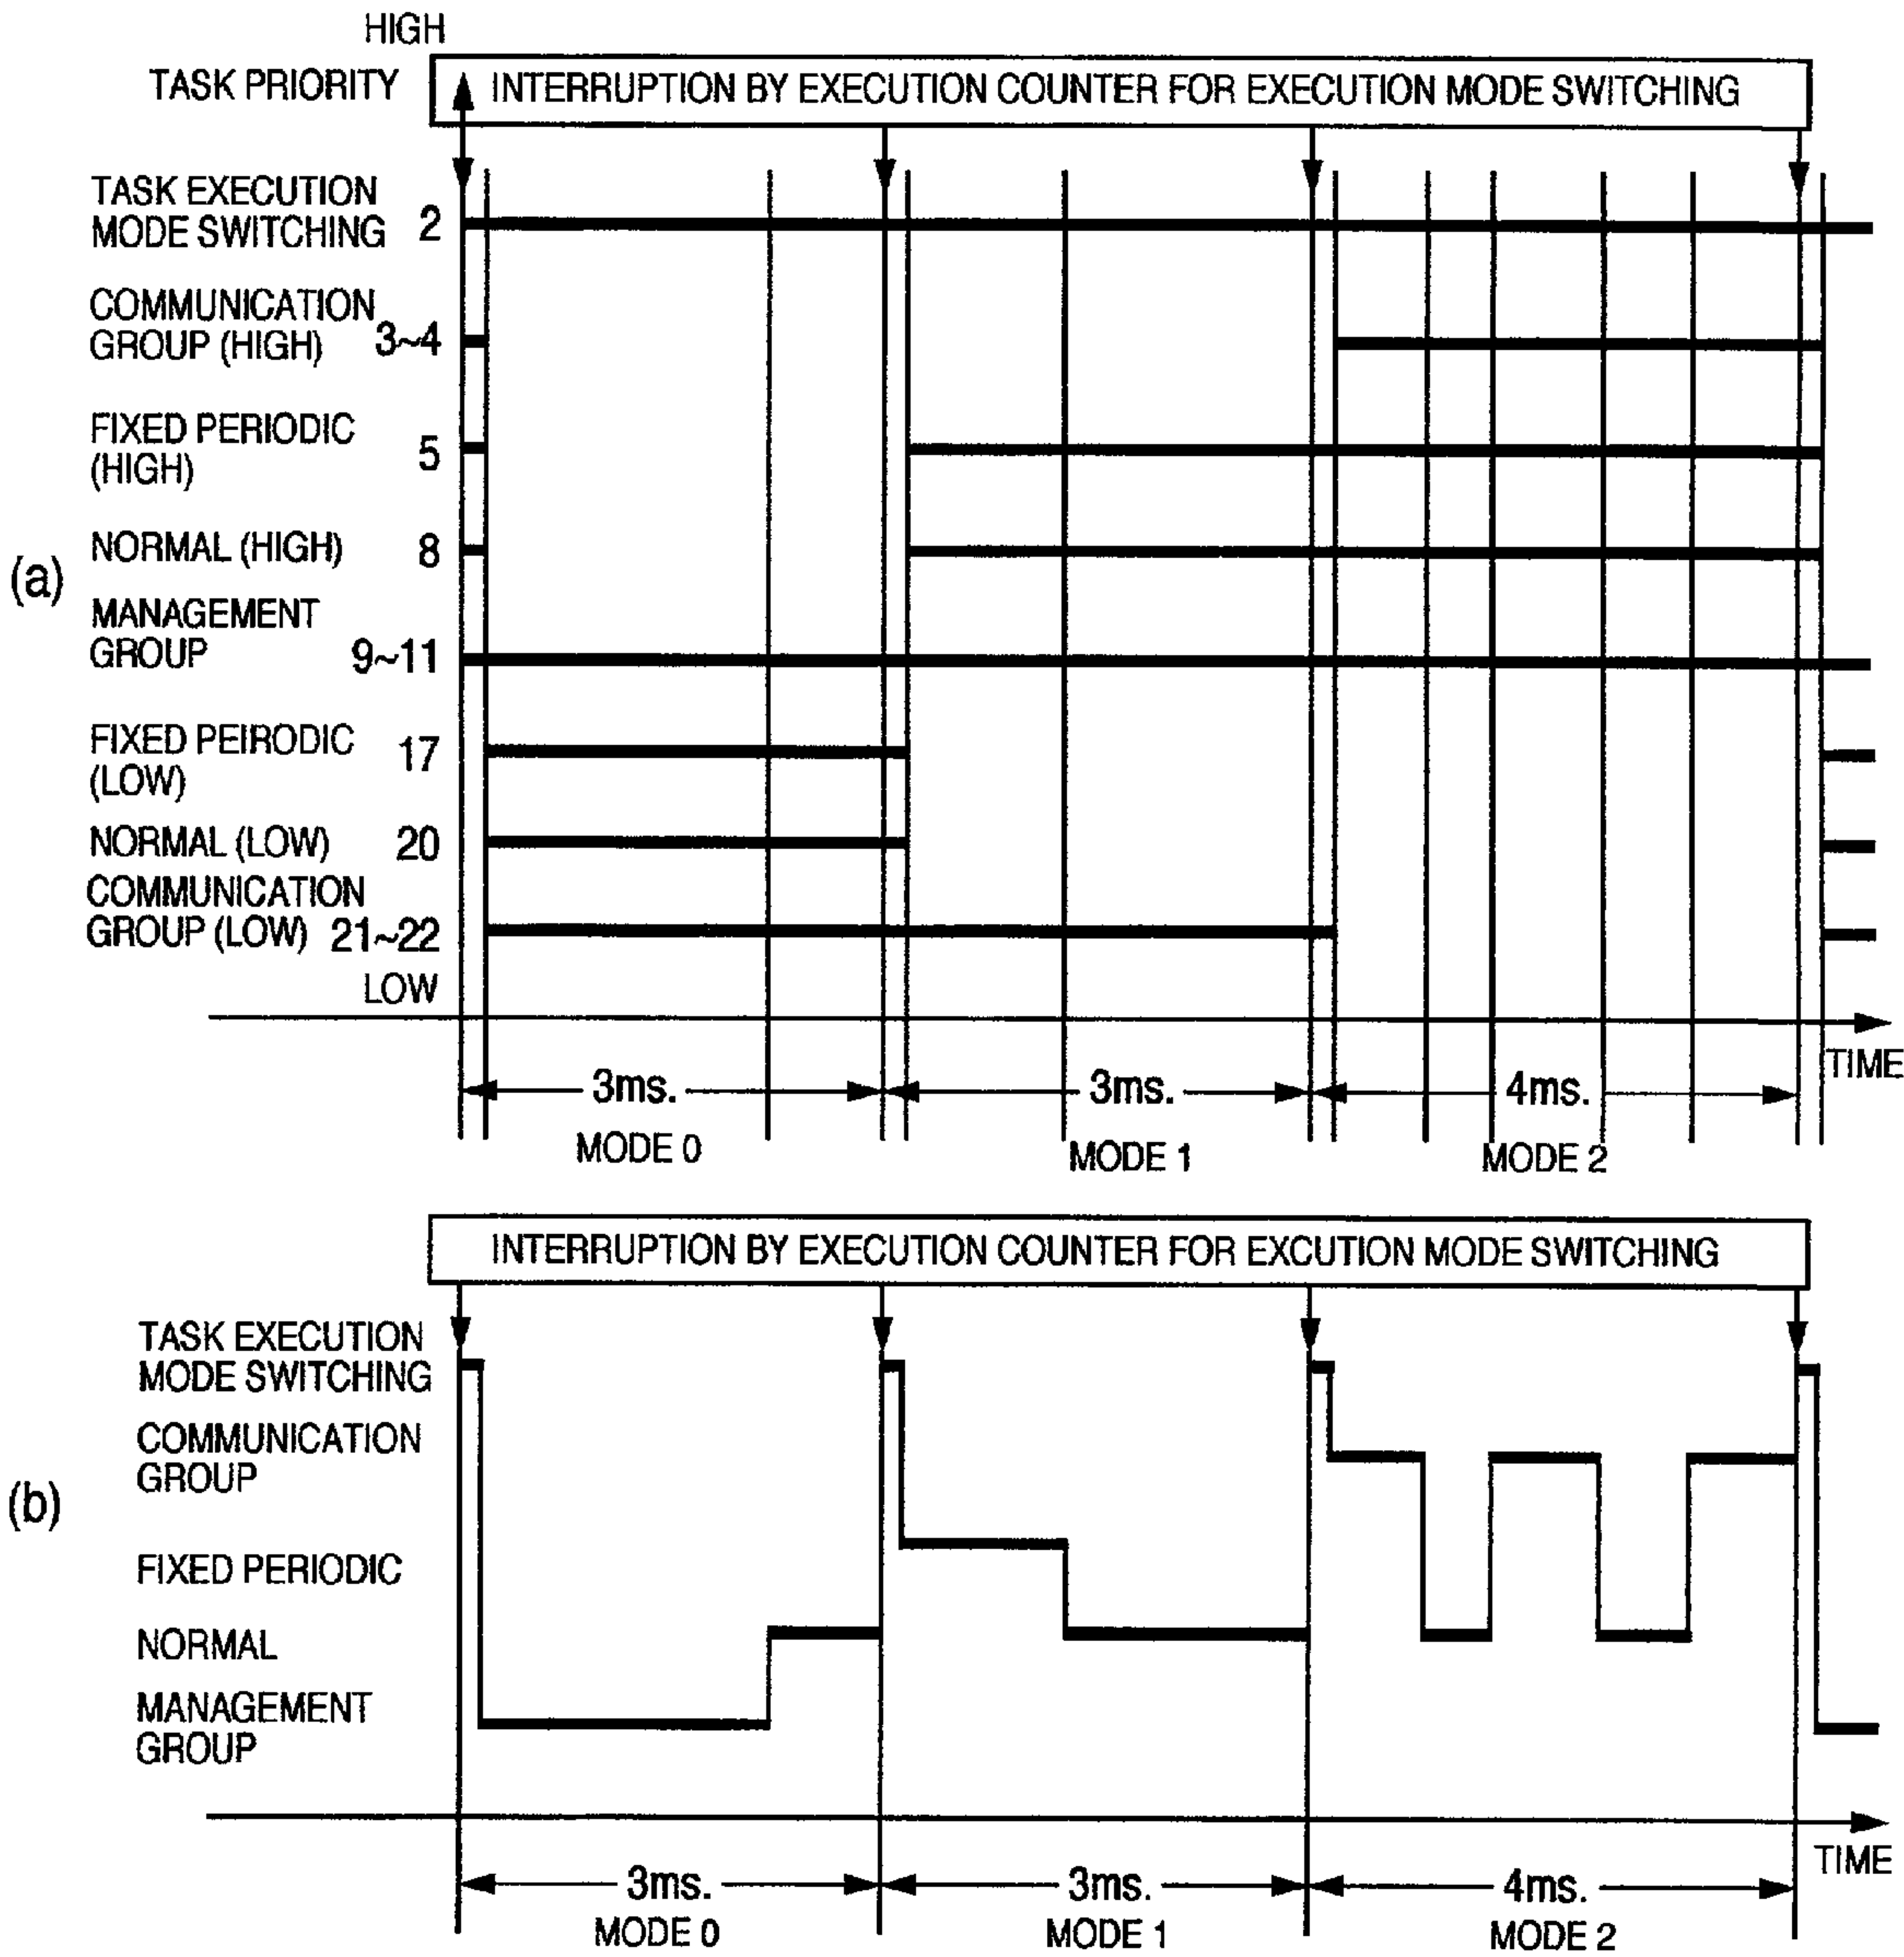 HIGH
TASK PRIORITY
INTERRUPTION BY EXECUTION COUNTER FOR EXECUTION MODE SWITCHING
TASK EXECUTION
MODE SWITCHING 2
COMMUNICATION
GROUP (HIGH) 3~4
FIXED PERIODIC
(HIGH) 5
NORMAL (HIGH) 8
(a)
MANAGEMENT
GROUP 9~11
FIXED PEIRODIC
(LOW) 17
NORMAL (LOW) 20
COMMUNICATION
GROUP (LOW) 21~22
LOW
TIME
3ms. 3ms. 4ms.
MODE 0 MODE 1 MODE 2
INTERRUPTION BY EXECUTION COUNTER FOR EXCUTION MODE SWITCHING
TASK EXECUTION
MODE SWITCHING
COMMUNICATION
GROUP
(b)
FIXED PERIODIC
NORMAL
MANAGEMENT
GROUP
TIME
3ms. 3ms. 4ms.
MODE 0 MODE 1 MODE 2